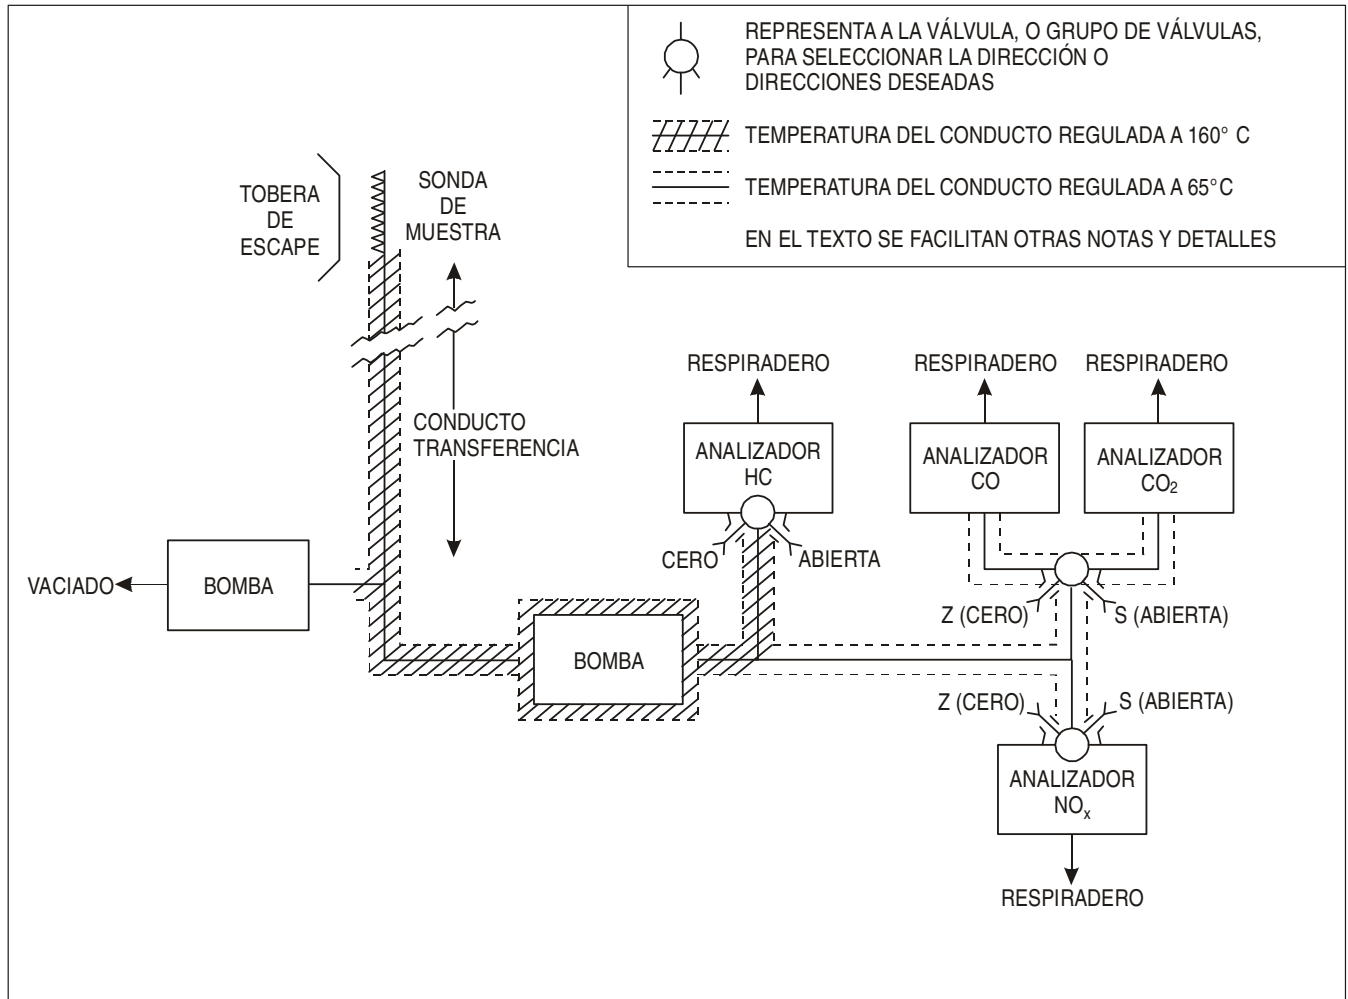 REPRESENTA A LA VÁLVULA, O GRUPO DE VÁLVULAS,
PARA SELECCIONAR LA DIRECCIÓN O
DIRECCIONES DESEADAS
TEMPERATURA DEL CONDUCTO REGULADA A 160° C
TEMPERATURA DEL CONDUCTO REGULADA A 65°C
EN EL TEXTO SE FACILITAN OTRAS NOTAS Y DETALLES
TOBERA
DE
ESCAPE
SONDA
DE
MUESTRA
CONDUCTO
TRANSFERENCIA
VACIADO
BOMBA
BOMBA
RESPIRADERO
ANALIZADOR
HC
CERO
ABIERTA
RESPIRADERO
ANALIZADOR
CO
RESPIRADERO
ANALIZADOR
CO2
Z (CERO)
S (ABIERTA)
Z (CERO)
S (ABIERTA)
ANALIZADOR
NOx
RESPIRADERO